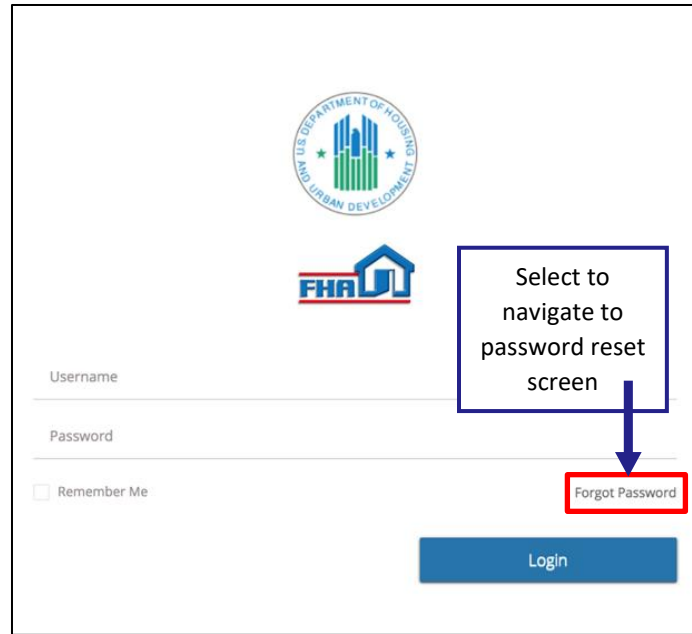 U.S. DEPARTMENT OF HOUSING
AND URBAN DEVELOPMENT
FHA
Select to
navigate to
password reset
screen
Username
Password
Remember Me
Forgot Password
Login